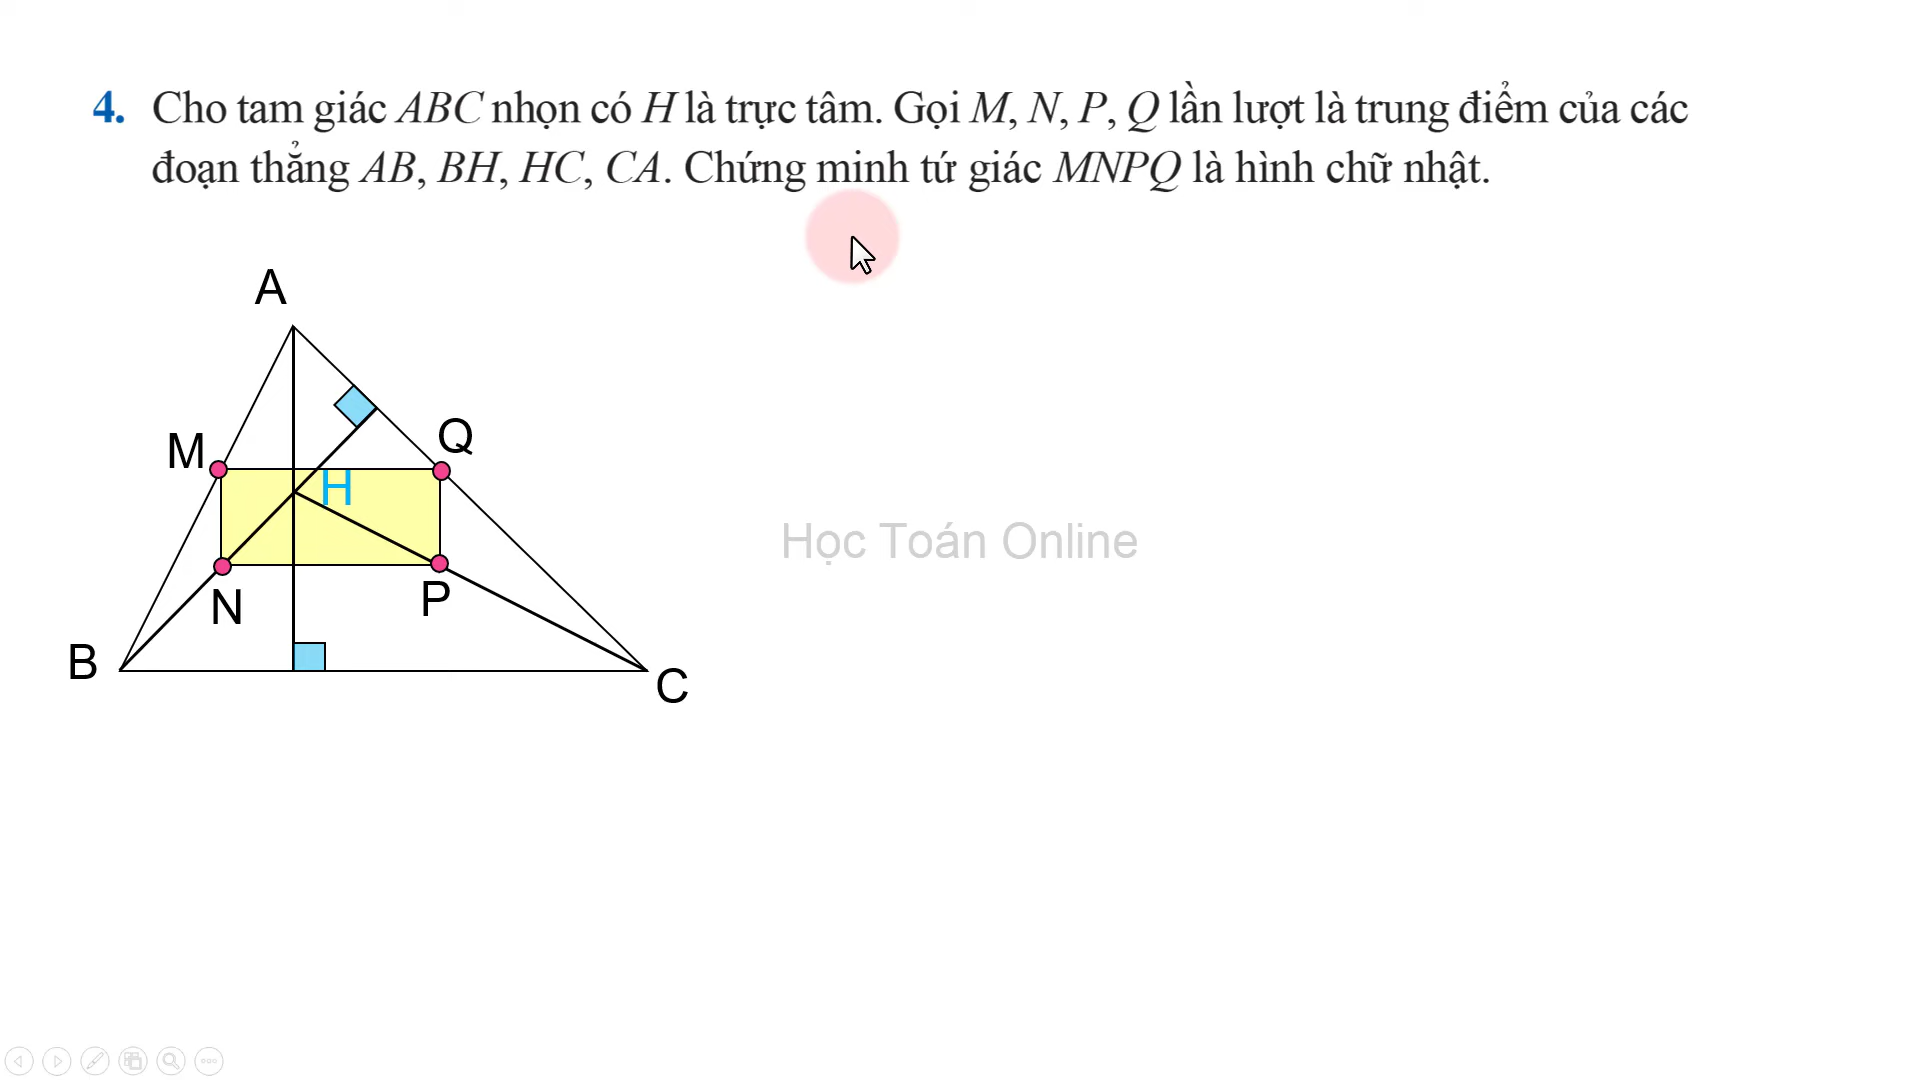 4. Cho tam giác ABC nhọn có H là trực tâm. Gọi M, N, P, Q lần lượt là trung điểm của các
đoạn thẳng AB, BH, HC, CA. Chứng minh tứ giác MNPQ là hình chữ nhật.
A
M
Q
H
Học Toán Online
N
P
B
C